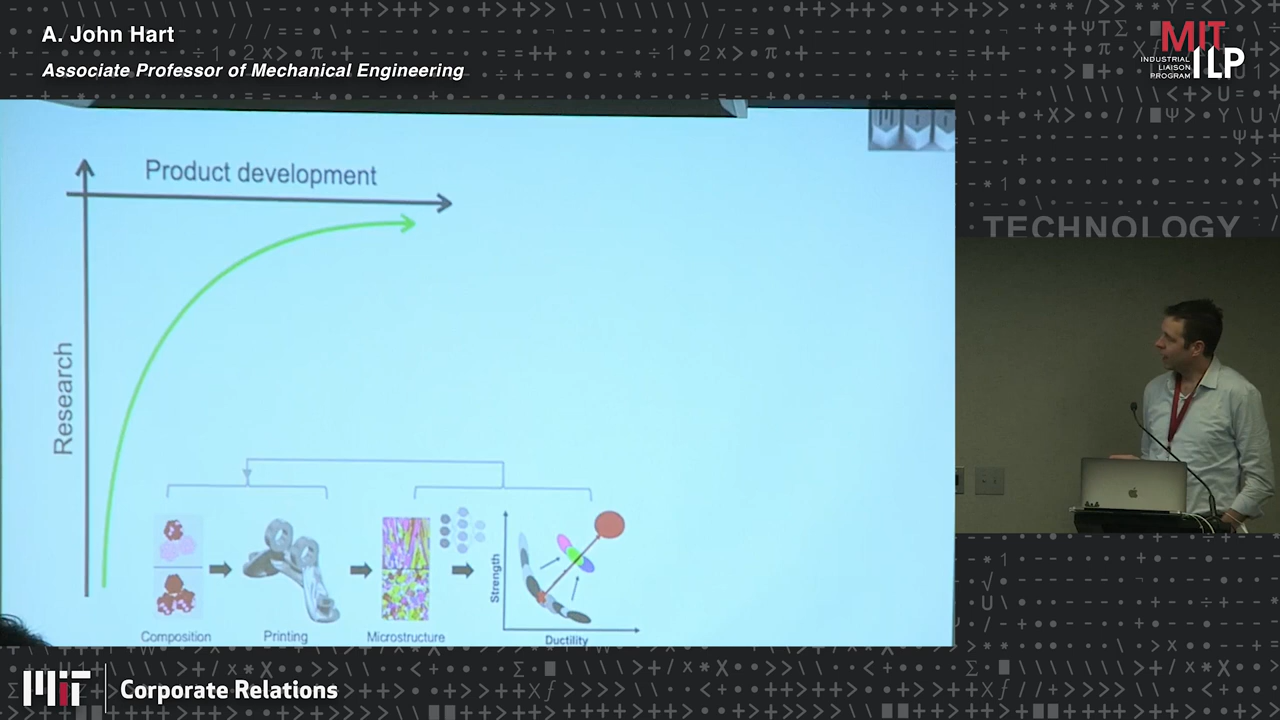 A. John Hart
Associate Professor of Mechanical Engineering
MIT
INDUSTRIAL
LIAISON
PROGRAM
ILP
TECHNOLOGY
Product development
Research
Strength
Composition
Printing
Microstructure
Ductility
MIT
Corporate Relations